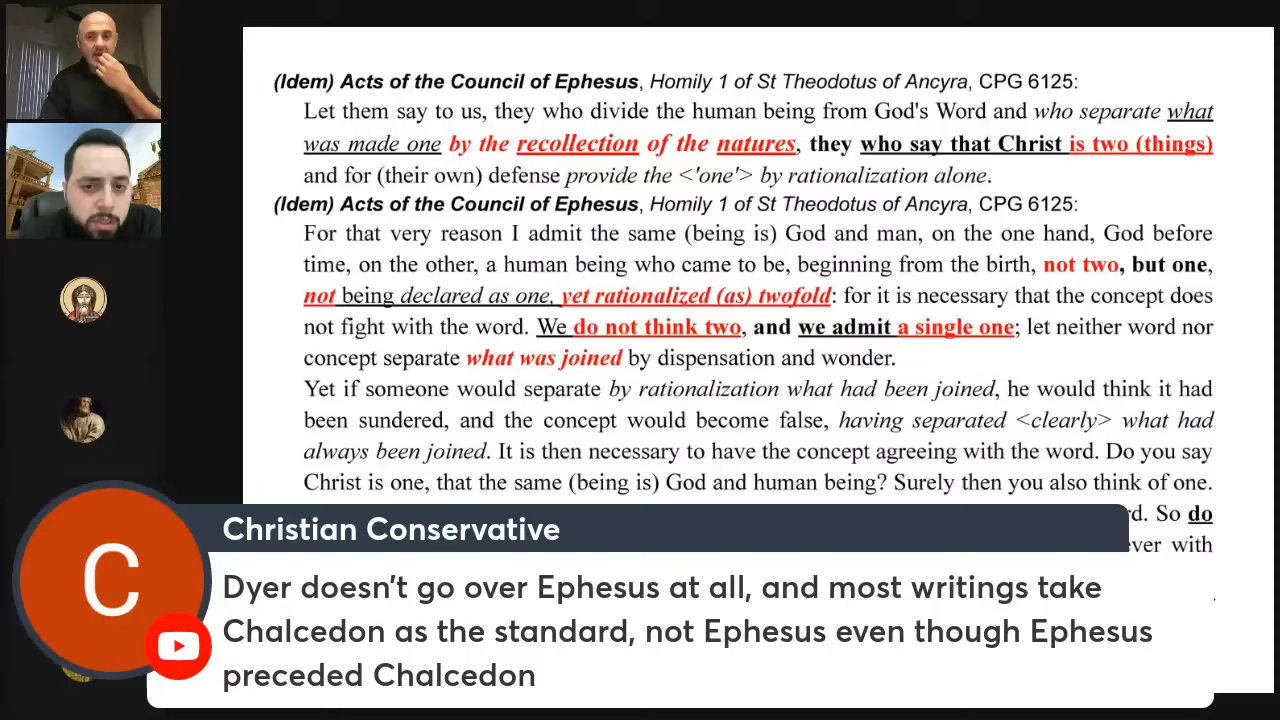 (Idem) Acts of the Council of Ephesus, Homily 1 of St Theodotus of Ancyra, CPG 6125:
Let them say to us, they who divide the human being from God's Word and who separate what
was made one by the recollection of the natures, they who say that Christ is two (things)
and for (their own) defense provide the <'one'> by rationalization alone.
(Idem) Acts of the Council of Ephesus, Homily 1 of St Theodotus of Ancyra, CPG 6125:
For that very reason I admit the same (being is) God and man, on the one hand, God before
time, on the other, a human being who came to be, beginning from the birth, not two, but one,
not being declared as one, yet rationalized (as) twofold: for it is necessary that the concept does
not fight with the word. We do not think two, and we admit a single one; let neither word nor
concept separate what was joined by dispensation and wonder.
Yet if someone would separate by rationalization what had been joined, he would think it had
been sundered, and the concept would become false, having separated <clearly> what had
always been joined. It is then necessary to have the concept agreeing with the word. Do you say
Christ is one, that the same (being is) God and human being? Surely then you also think of one.
rd. So do
ever with
C
Christian Conservative
Dyer doesn't go over Ephesus at all, and most writings take
Chalcedon as the standard, not Ephesus even though Ephesus
preceded Chalcedon